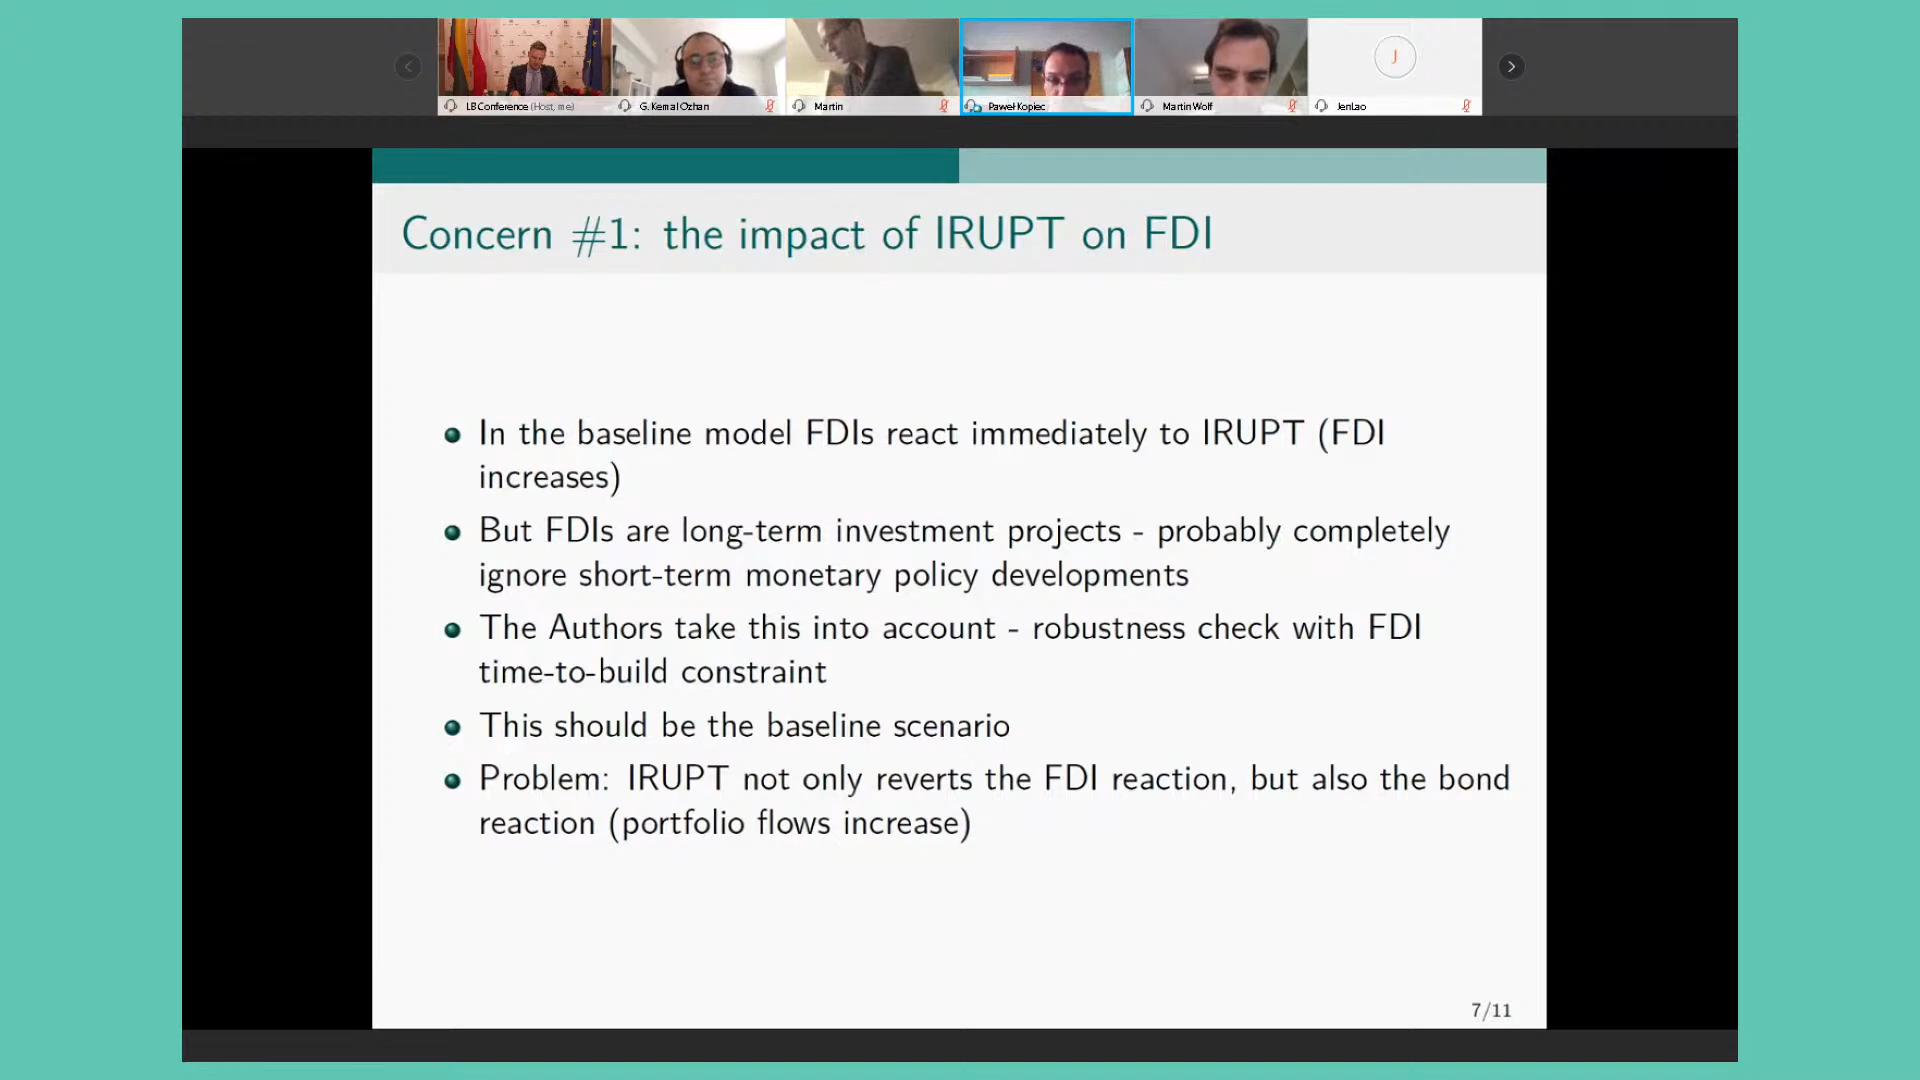 LB Conference (Host, me)
G. Kemal Ozhan
Martin
Paweł Kopiec
Martin Wolf
J
Jen Lao
Concern #1: the impact of IRUPT on FDI
In the baseline model FDIs react immediately to IRUPT (FDI
increases)
But FDIs are long-term investment projects - probably completely
ignore short-term monetary policy developments
The Authors take this into account - robustness check with FDI
time-to-build constraint
This should be the baseline scenario
Problem: IRUPT not only reverts the FDI reaction, but also the bond
reaction (portfolio flows increase)
7/11